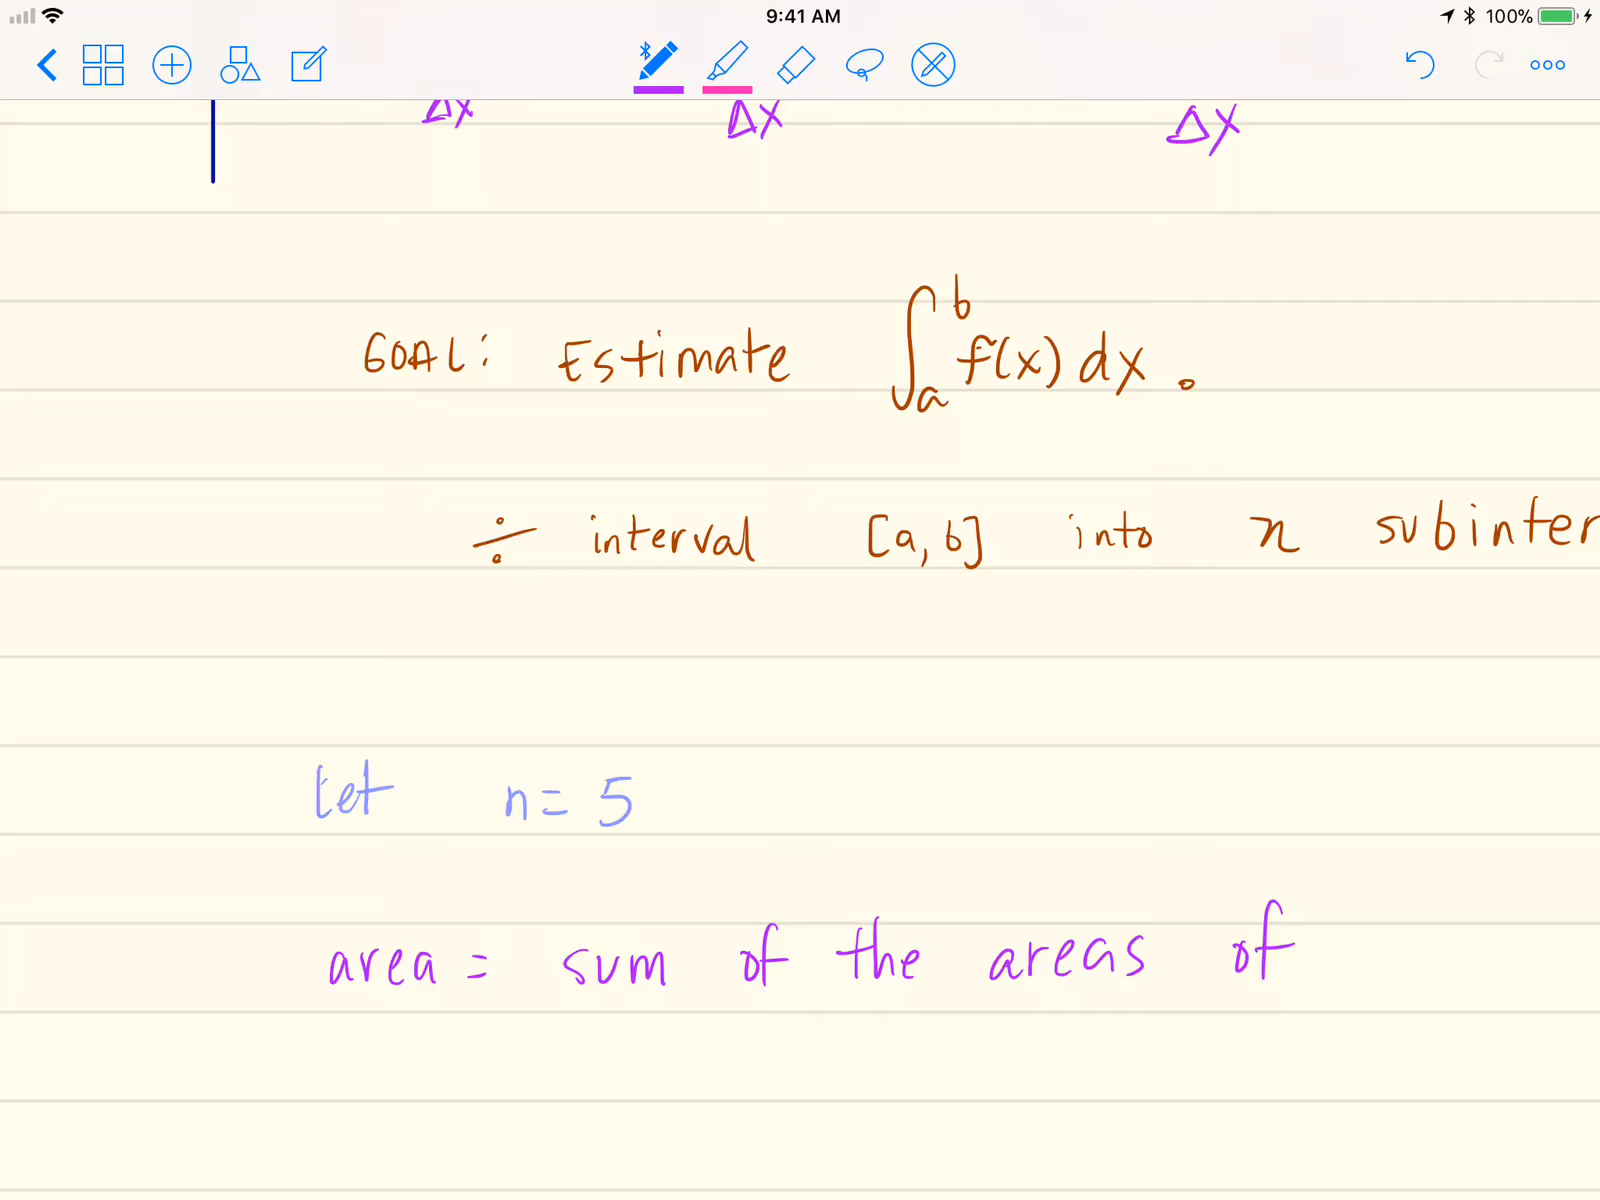 9:41 AM 100%
Δx Δx Δx
GOAL: Estimate ∫_a^b f(x) dx.
÷ interval [a, b] into n subinter
let n = 5
area = sum of the areas of